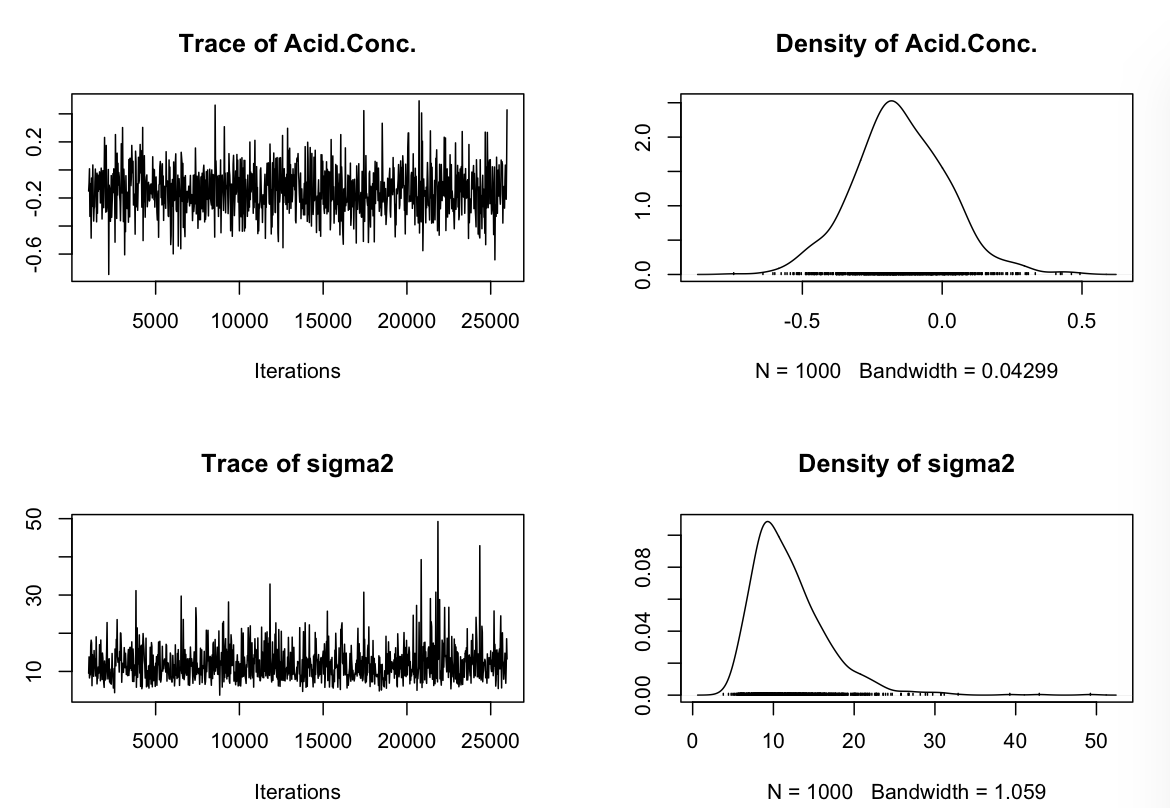 Trace of Acid.Conc.
0.2
-0.2
-0.6
5000 10000 15000 20000 25000
Iterations
Density of Acid.Conc.
2.0
1.0
0.0
-0.5 0.0 0.5
N = 1000 Bandwidth = 0.04299
Trace of sigma2
50
30
10
5000 10000 15000 20000 25000
Iterations
Density of sigma2
0.08
0.04
0.00
0 10 20 30 40 50
N = 1000 Bandwidth = 1.059